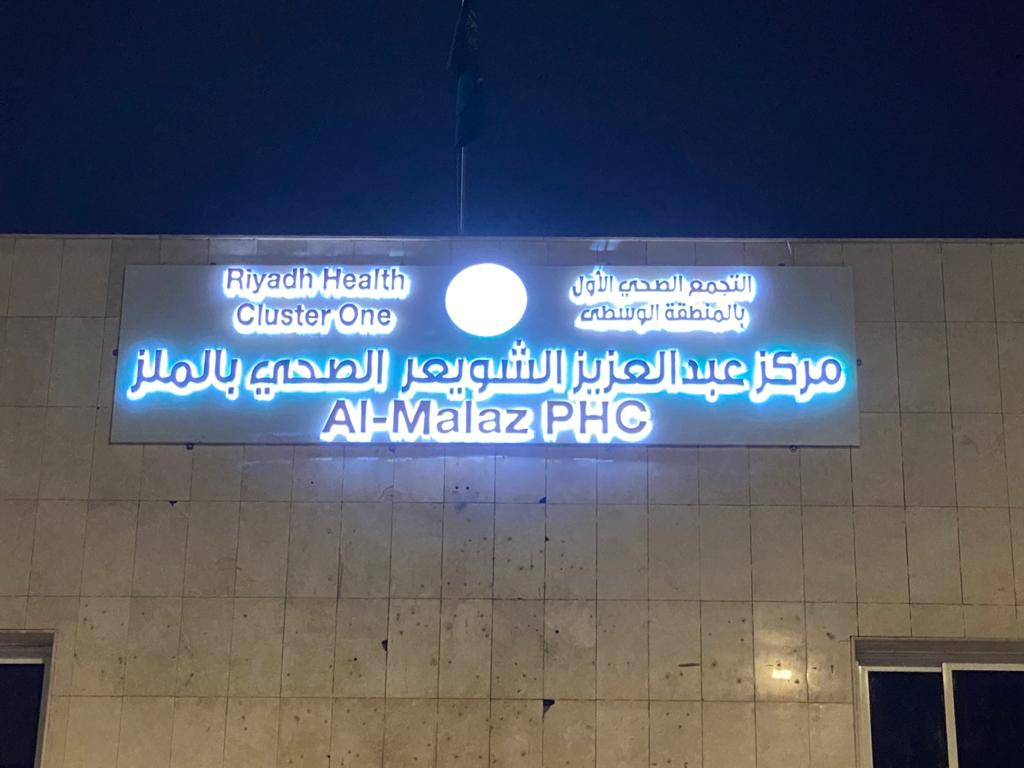 Riyadh Health
Cluster One
التجمع الصحي الأول
بالمنطقة الوسطى
مركز عبدالعزيز الشويعر الصحي بالملز
Al-Malaz PHC